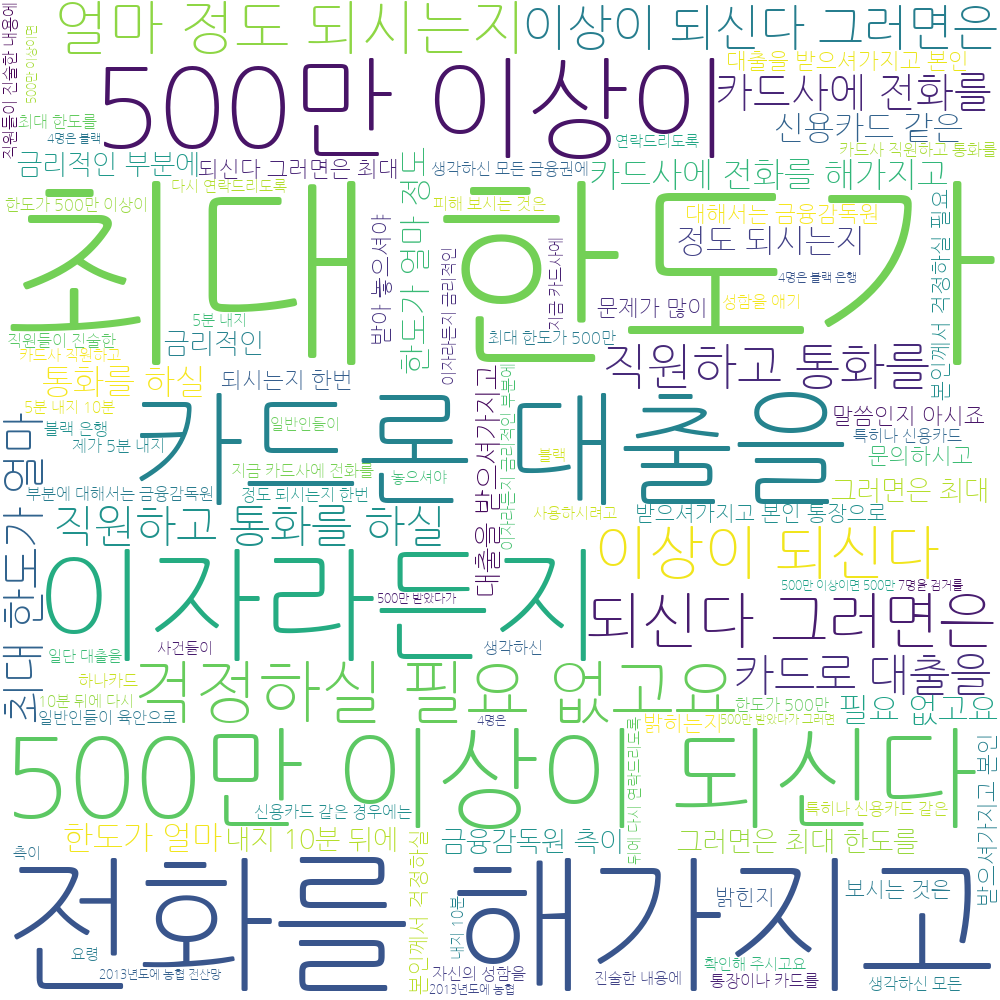 얼마 정도 되시는지
이상이 되신다 그러면은
직원들이 진술한 내용에
500만 이상이면
대출을 받으셔가지고 본인
500만 이상이
카드사에 전화를
최대 한도를
4명은 블랙
연락드리도록
신용카드 같은
카드사 직원하고 통화를
금리적인 부분에
되신다 그러면은 최대
한도가 얼마 정도
생각하신 모든 금융권에
카드사에 전화를 해가지고
다시 연락드리도록
한도가 500만 이상이
피해 보시는 것은
대해서는 금융감독원
본인께서 걱정하실 필요
최대 한도가
받아 놓으셔야
이자라든지 금리적인
지금 카드사에
정도 되시는지
4명은 블랙 은행
문제가 많이
성함을 얘기
5분 내지
직원들이 진술한
금리적인
최대 한도가 500만
카드사 직원하고
직원하고 통화를
통화를 하실
되시는지 한번
대출을 받으셔가지고
이자라든지 금리적인 부분에
카드론 대출을
5분 내지 10분
말씀인지 아시죠
최대 한도가 얼마
블랙 은행
일반인들이
특히나 신용카드
제가 5분 내지
블랙
문의하시고
지금 카드사에 전화를
놓으셔야
부분에 대해서는 금융감독원
정도 되시는지 한번
그러면은 최대
직원하고 통화를 하실
사용하시려고
받으셔가지고 본인 통장으로
이상이 되신다
이자라든지
500만 이상이면 500만
7명을 검거를
500만 받았다가
되신다 그러면은
사건들이
생각하신
일단 대출을
카드로 대출을
걱정하실 필요 없고요
하나카드
10분 뒤에 다시
한도가 500만
필요 없고요
일반인들이 육안으로
4명은
밝히는지
500만 받았다가 그러면
뒤에 다시 연락드리도록
500만 이상이 되신다
받으셔가지고 본인
신용카드 같은 경우에는
특히나 신용카드 같은
한도가 얼마
내지 10분 뒤에
금융감독원 측이
그러면은 최대 한도를
측이
본인께서 걱정하실
전화를 해가지고
내지 10분
밝힌지
보시는 것은
요령
2013년도에 농협 전산망
자신의 성함을
2013년도에 농협
진술한 내용에
확인해 주시고요
통장이나 카드를
생각하신 모든